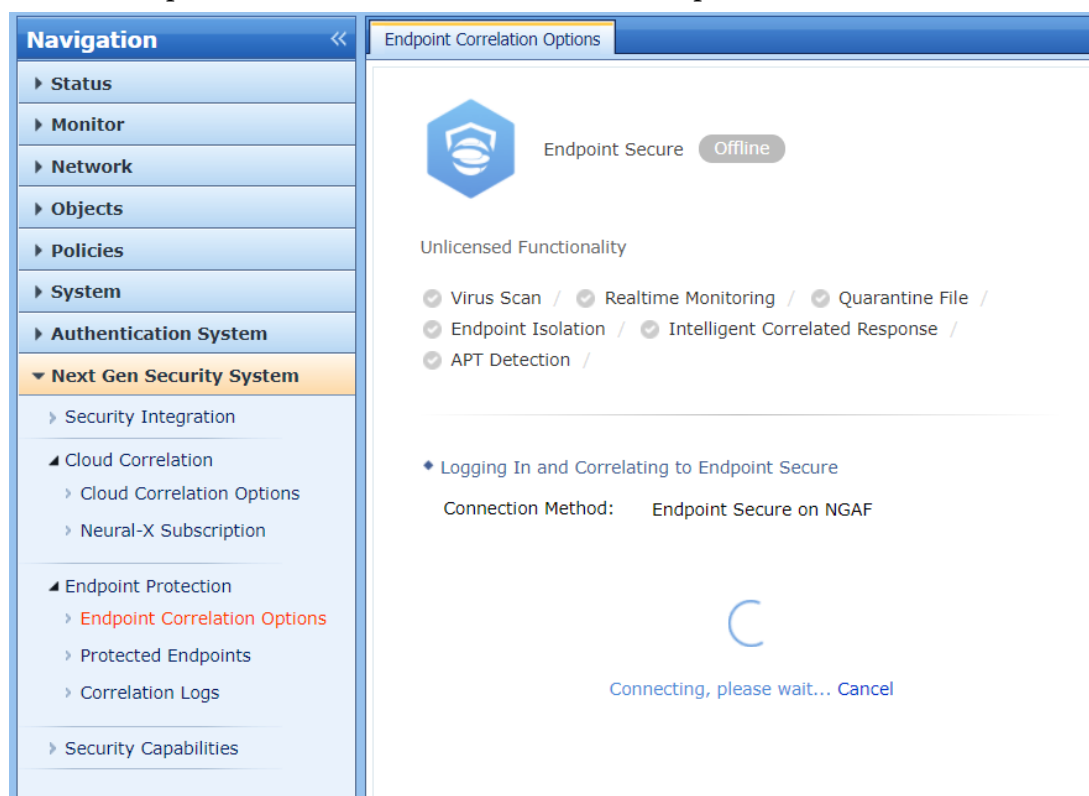 Navigation
Endpoint Correlation Options
Status
Monitor
Network
Objects
Policies
System
Authentication System
Next Gen Security System
Security Integration
Cloud Correlation
Cloud Correlation Options
Neural-X Subscription
Endpoint Protection
Endpoint Correlation Options
Protected Endpoints
Correlation Logs
Security Capabilities
Endpoint Secure Offline
Unlicensed Functionality
Virus Scan / Realtime Monitoring / Quarantine File /
Endpoint Isolation / Intelligent Correlated Response /
APT Detection /
Logging In and Correlating to Endpoint Secure
Connection Method: Endpoint Secure on NGAF
Connecting, please wait... Cancel